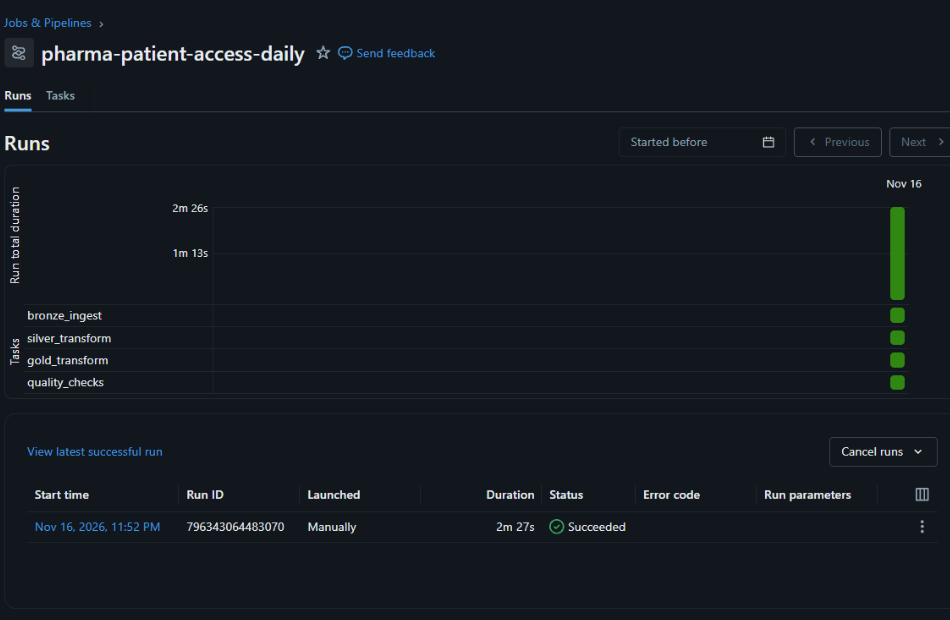 Jobs & Pipelines ›
pharma-patient-access-daily Send feedback
Runs Tasks
Runs Started before Previous Next
Nov 16
Run total duration
2m 26s
1m 13s
Tasks
bronze_ingest
silver_transform
gold_transform
quality_checks
View latest successful run Cancel runs
Start time Run ID Launched Duration Status Error code Run parameters
Nov 16, 2026, 11:52 PM 796343064483070 Manually 2m 27s Succeeded